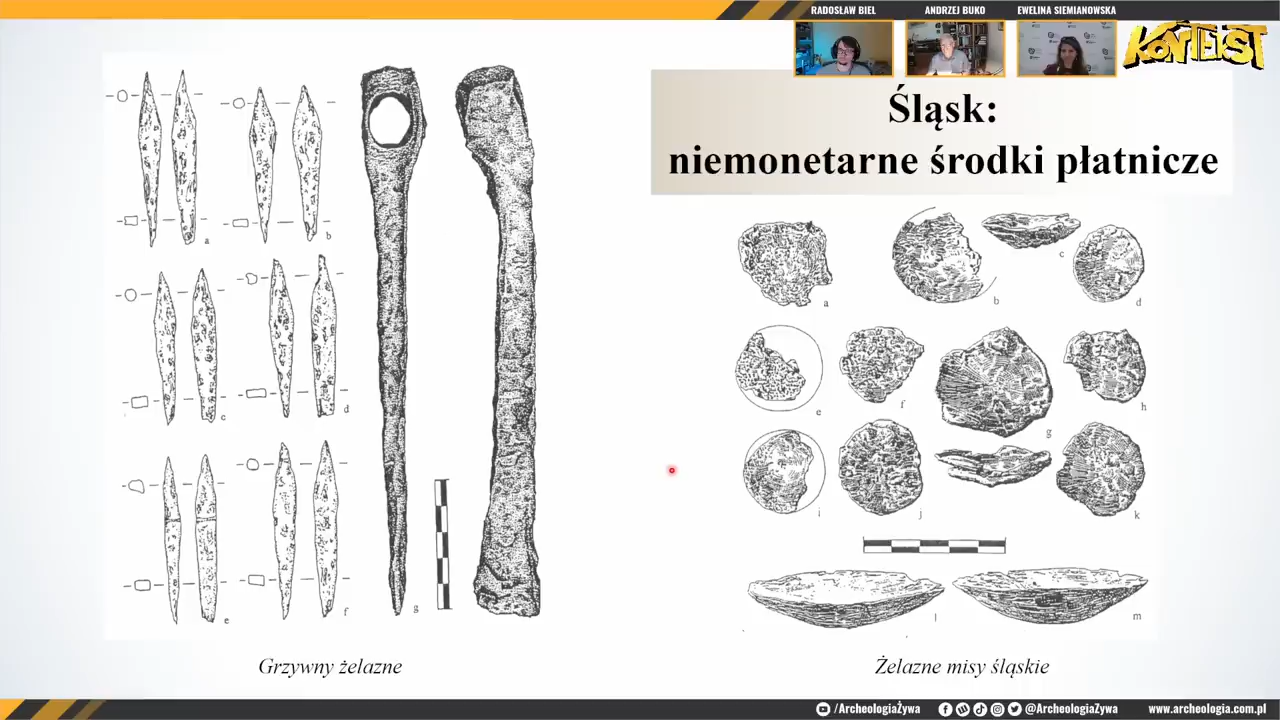 RADOSŁAW BIEL
ANDRZEJ BUKO
EWELINA SIEMIANOWSKA
KONTEKST
Śląsk:
niemonetarne środki płatnicze
a
b
c
d
e
f
g
a
b
c
d
e
f
g
h
i
j
k
l
m
Grzywny żelazne
Żelazne misy śląskie
/ArcheologiaŻywa
@ArcheologiaŻywa
www.archeologia.com.pl